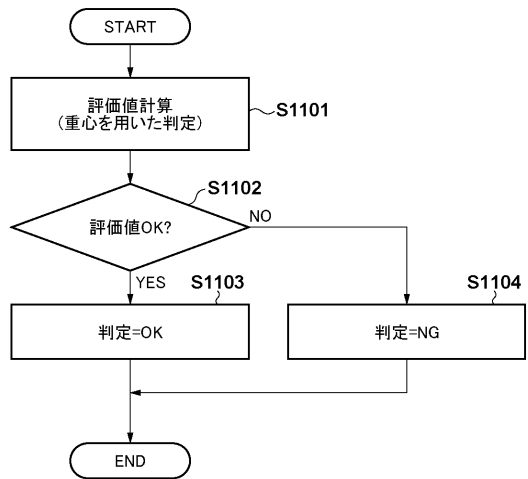 START
評価値計算
(重心を用いた判定)
S1101
S1102
評価値OK?
NO
YES
S1103
判定=OK
S1104
判定=NG
END